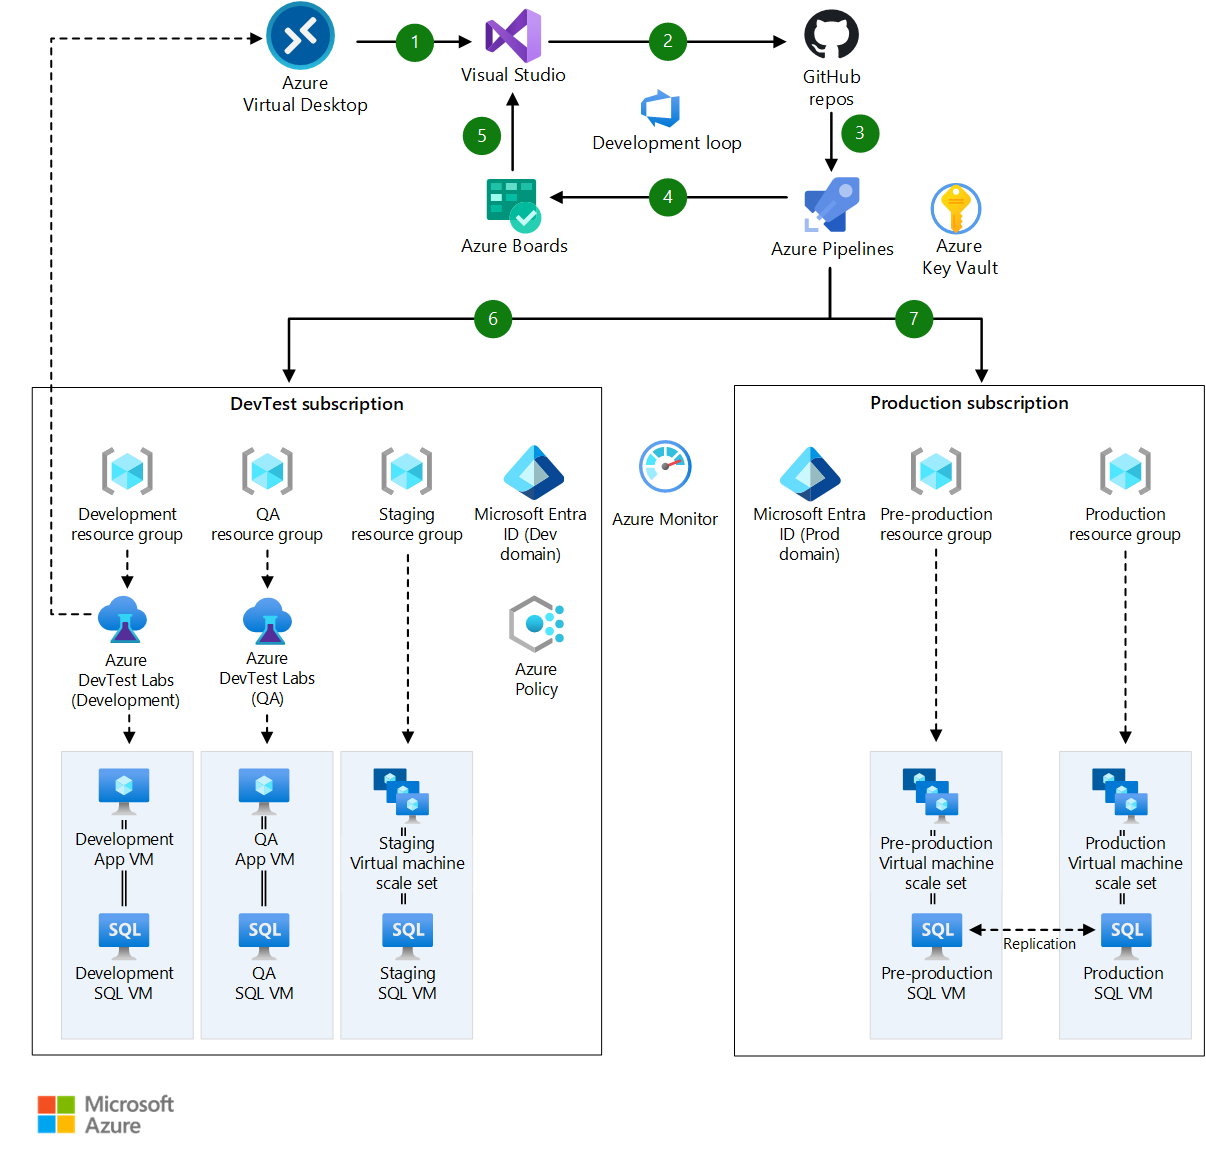 1
2
Azure
Virtual Desktop
Visual Studio
GitHub
repos
Development loop
3
5
4
Azure Boards
Azure Pipelines
Azure
Key Vault
6
7
DevTest subscription
Production subscription
Development
resource group
QA
resource group
Staging
resource group
Microsoft Entra
ID (Dev
domain)
Azure Monitor
Microsoft Entra
ID (Prod
domain)
Pre-production
resource group
Production
resource group
Azure
DevTest Labs
(Development)
Azure
DevTest Labs
(QA)
Azure
Policy
Development
App VM
QA
App VM
Staging
Virtual machine
scale set
Pre-production
Virtual machine
scale set
Production
Virtual machine
scale set
SQL
SQL
SQL
SQL
Replication
SQL
Development
SQL VM
QA
SQL VM
Staging
SQL VM
Pre-production
SQL VM
Production
SQL VM
Microsoft
Azure